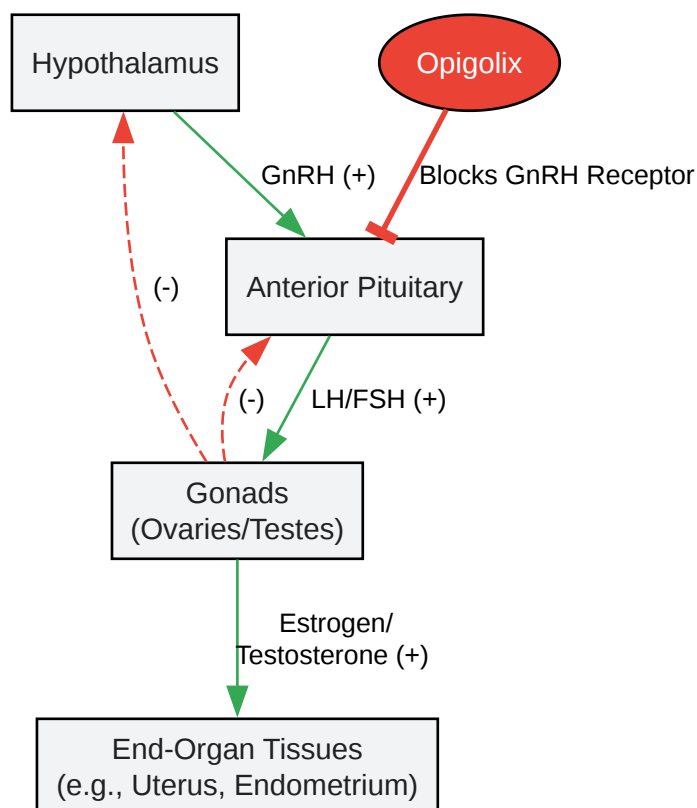 Hypothalamus
Opigolix
GnRH (+)
Blocks GnRH Receptor
Anterior Pituitary
(-)
(-)
LH/FSH (+)
Gonads
(Ovaries/Testes)
Estrogen/
Testosterone (+)
End-Organ Tissues
(e.g., Uterus, Endometrium)